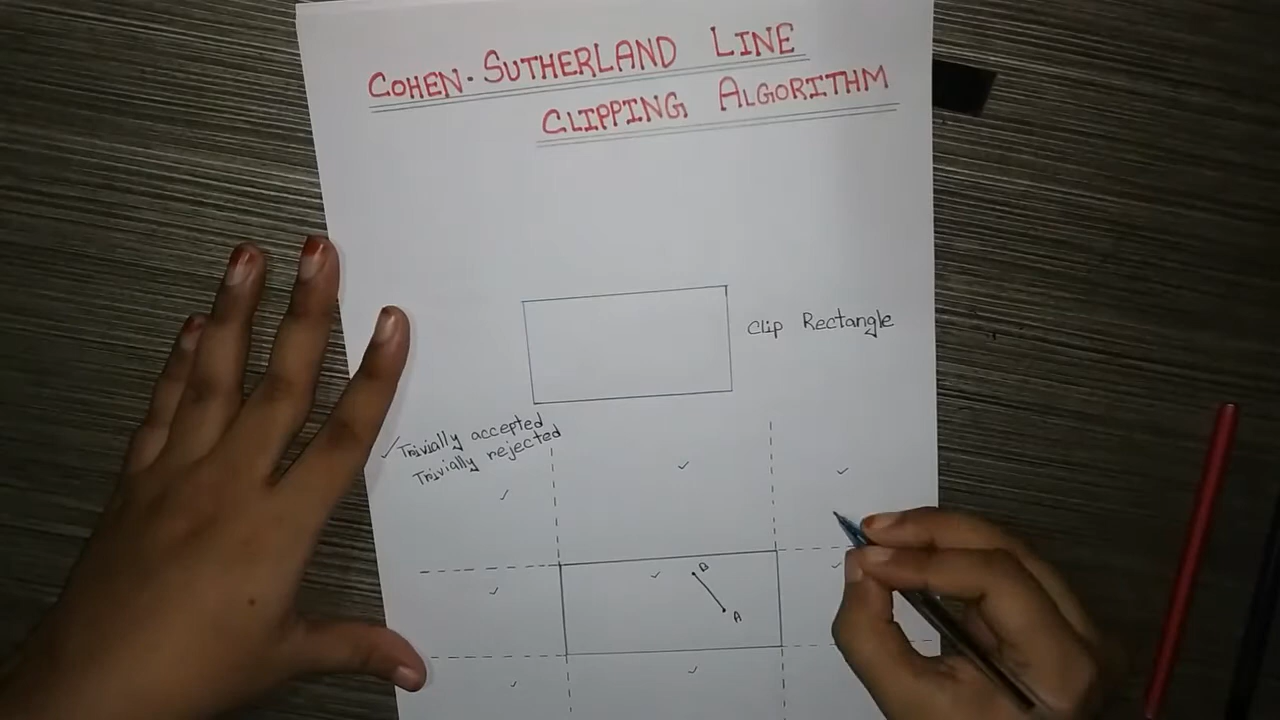 COHEN-SUTHERLAND LINE
CLIPPING ALGORITHM
Clip Rectangle
Trivially accepted
Trivially rejected
B
A